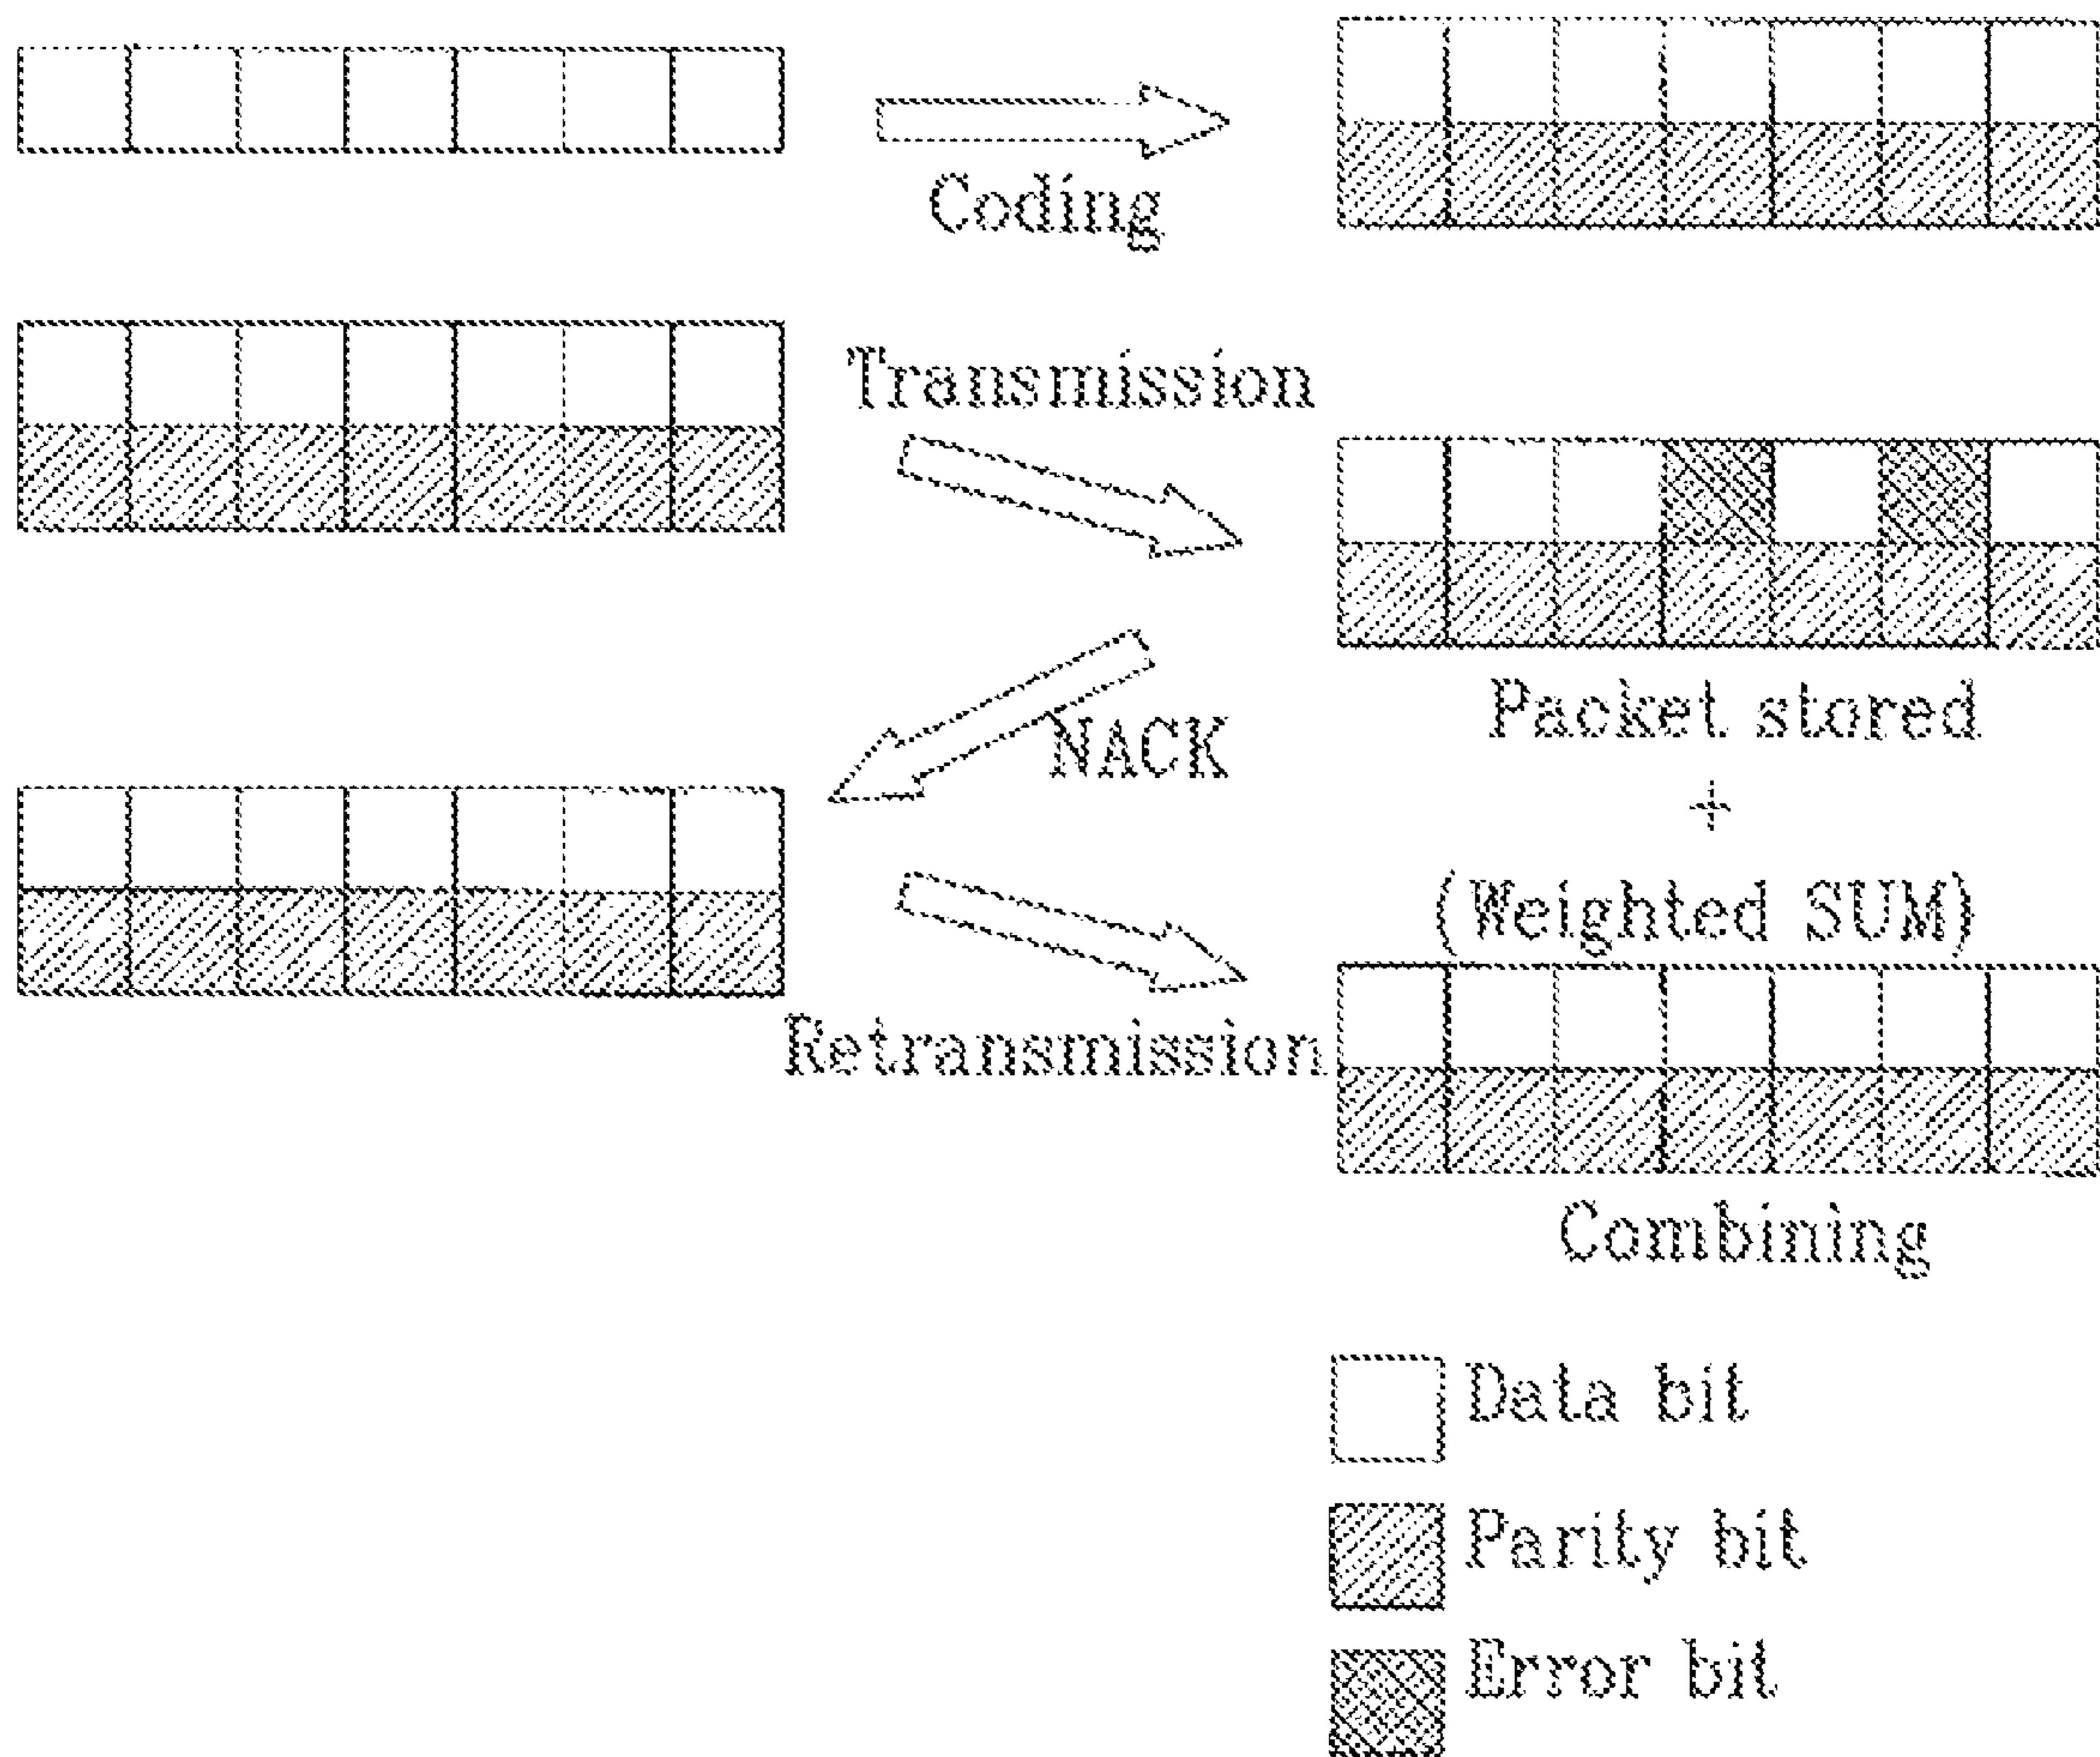 Coding
Transmission
Packet stored
NACK
+
(Weighted SUM)
Retransmission
Combining
Data bit
Parity bit
Error bit